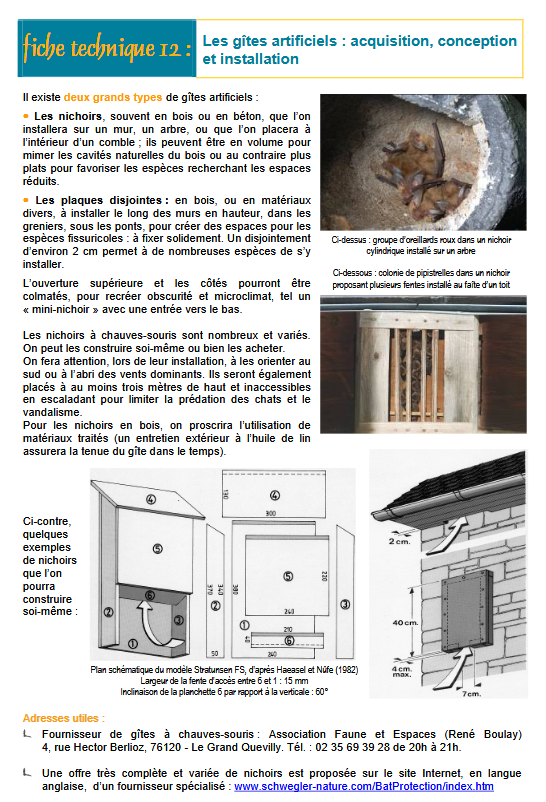 fiche technique 12 :
Les gîtes artificiels : acquisition, conception
et installation
Il existe deux grands types de gîtes artificiels :
• Les nichoirs, souvent en bois ou en béton, que l'on
installera sur un mur, un arbre, ou que l'on placera à
l'intérieur d'un comble ; ils peuvent être en volume pour
mimer les cavités naturelles du bois ou au contraire plus
plats pour favoriser les espèces recherchant les espaces
réduits.
• Les plaques disjointes : en bois, ou en matériaux
divers, à installer le long des murs en hauteur, dans les
greniers, sous les ponts, pour créer des espaces pour les
espèces fissuricoles : à fixer solidement. Un disjointement
d'environ 2 cm permet à de nombreuses espèces de s'y
installer.
L'ouverture supérieure et les côtés pourront être
colmatés, pour recréer obscurité et microclimat, tel un
« mini-nichoir » avec une entrée vers le bas.
Ci-dessus : groupe d'oreillards roux dans un nichoir
cylindrique installé sur un arbre
Ci-dessous : colonie de pipistrelles dans un nichoir
proposant plusieurs fentes installé au faîte d'un toit
Les nichoirs à chauves-souris sont nombreux et variés.
On peut les construire soi-même ou bien les acheter.
On fera attention, lors de leur installation, à les orienter au
sud ou à l'abri des vents dominants. Ils seront également
placés à au moins trois mètres de haut et inaccessibles
en escaladant pour limiter la prédation des chats et le
vandalisme.
Pour les nichoirs en bois, on proscrira l'utilisation de
matériaux traités (un entretien extérieur à l'huile de lin
assurera la tenue du gîte dans le temps).
Ci-contre,
quelques
exemples
de nichoirs
que l'on
pourra
construire
soi-même :
4
5
6
2
3
1
130
4
300
370
340
2
50
380
5
220
240
210
1
40
6
240
3
2 cm.
40 cm.
4 cm.
max.
7cm.
Plan schématique du modèle Stratunsen FS, d'après Haeasel et Nüfe (1982)
Largeur de la fente d'accès entre 6 et 1 : 15 mm
Inclinaison de la planchette 6 par rapport à la verticale : 60°
Adresses utiles :
Fournisseur de gîtes à chauves-souris : Association Faune et Espaces (René Boulay)
4, rue Hector Berlioz, 76120 - Le Grand Quevilly. Tél. : 02 35 69 39 28 de 20h à 21h.
Une offre très complète et variée de nichoirs est proposée sur le site Internet, en langue
anglaise, d'un fournisseur spécialisé : www.schwegler-nature.com/BatProtection/index.htm